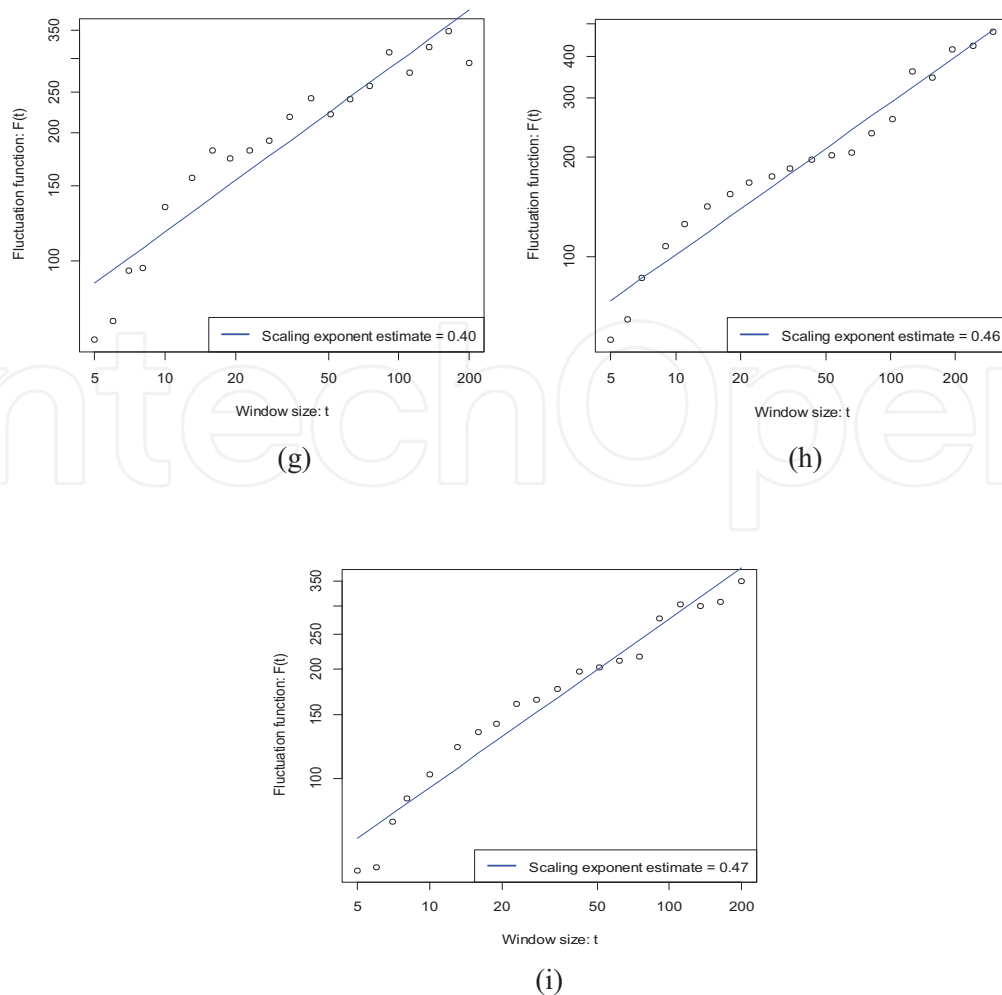 350
250
200
150
100
Fluctuation function: F(t)
Scaling exponent estimate = 0.40
5 10 20 50 100 200
Window size: t
(g)
400
300
200
100
Fluctuation function: F(t)
Scaling exponent estimate = 0.46
5 10 20 50 100 200
Window size: t
(h)
350
250
200
150
100
Fluctuation function: F(t)
Scaling exponent estimate = 0.47
5 10 20 50 100 200
Window size: t
(i)
ntechOpen